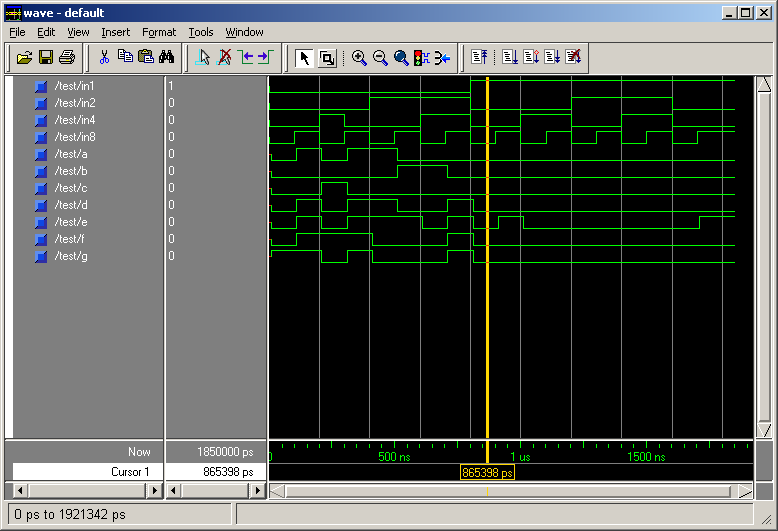 wave - default
File Edit View Insert Format Tools Window
/test/in1 1
/test/in2 0
/test/in4 0
/test/in8 0
/test/a 0
/test/b 0
/test/c 0
/test/d 0
/test/e 0
/test/f 0
/test/g 0
Now 1850000 ps 0 500 ns 1 us 1500 ns
Cursor 1 865398 ps 865398 ps
0 ps to 1921342 ps